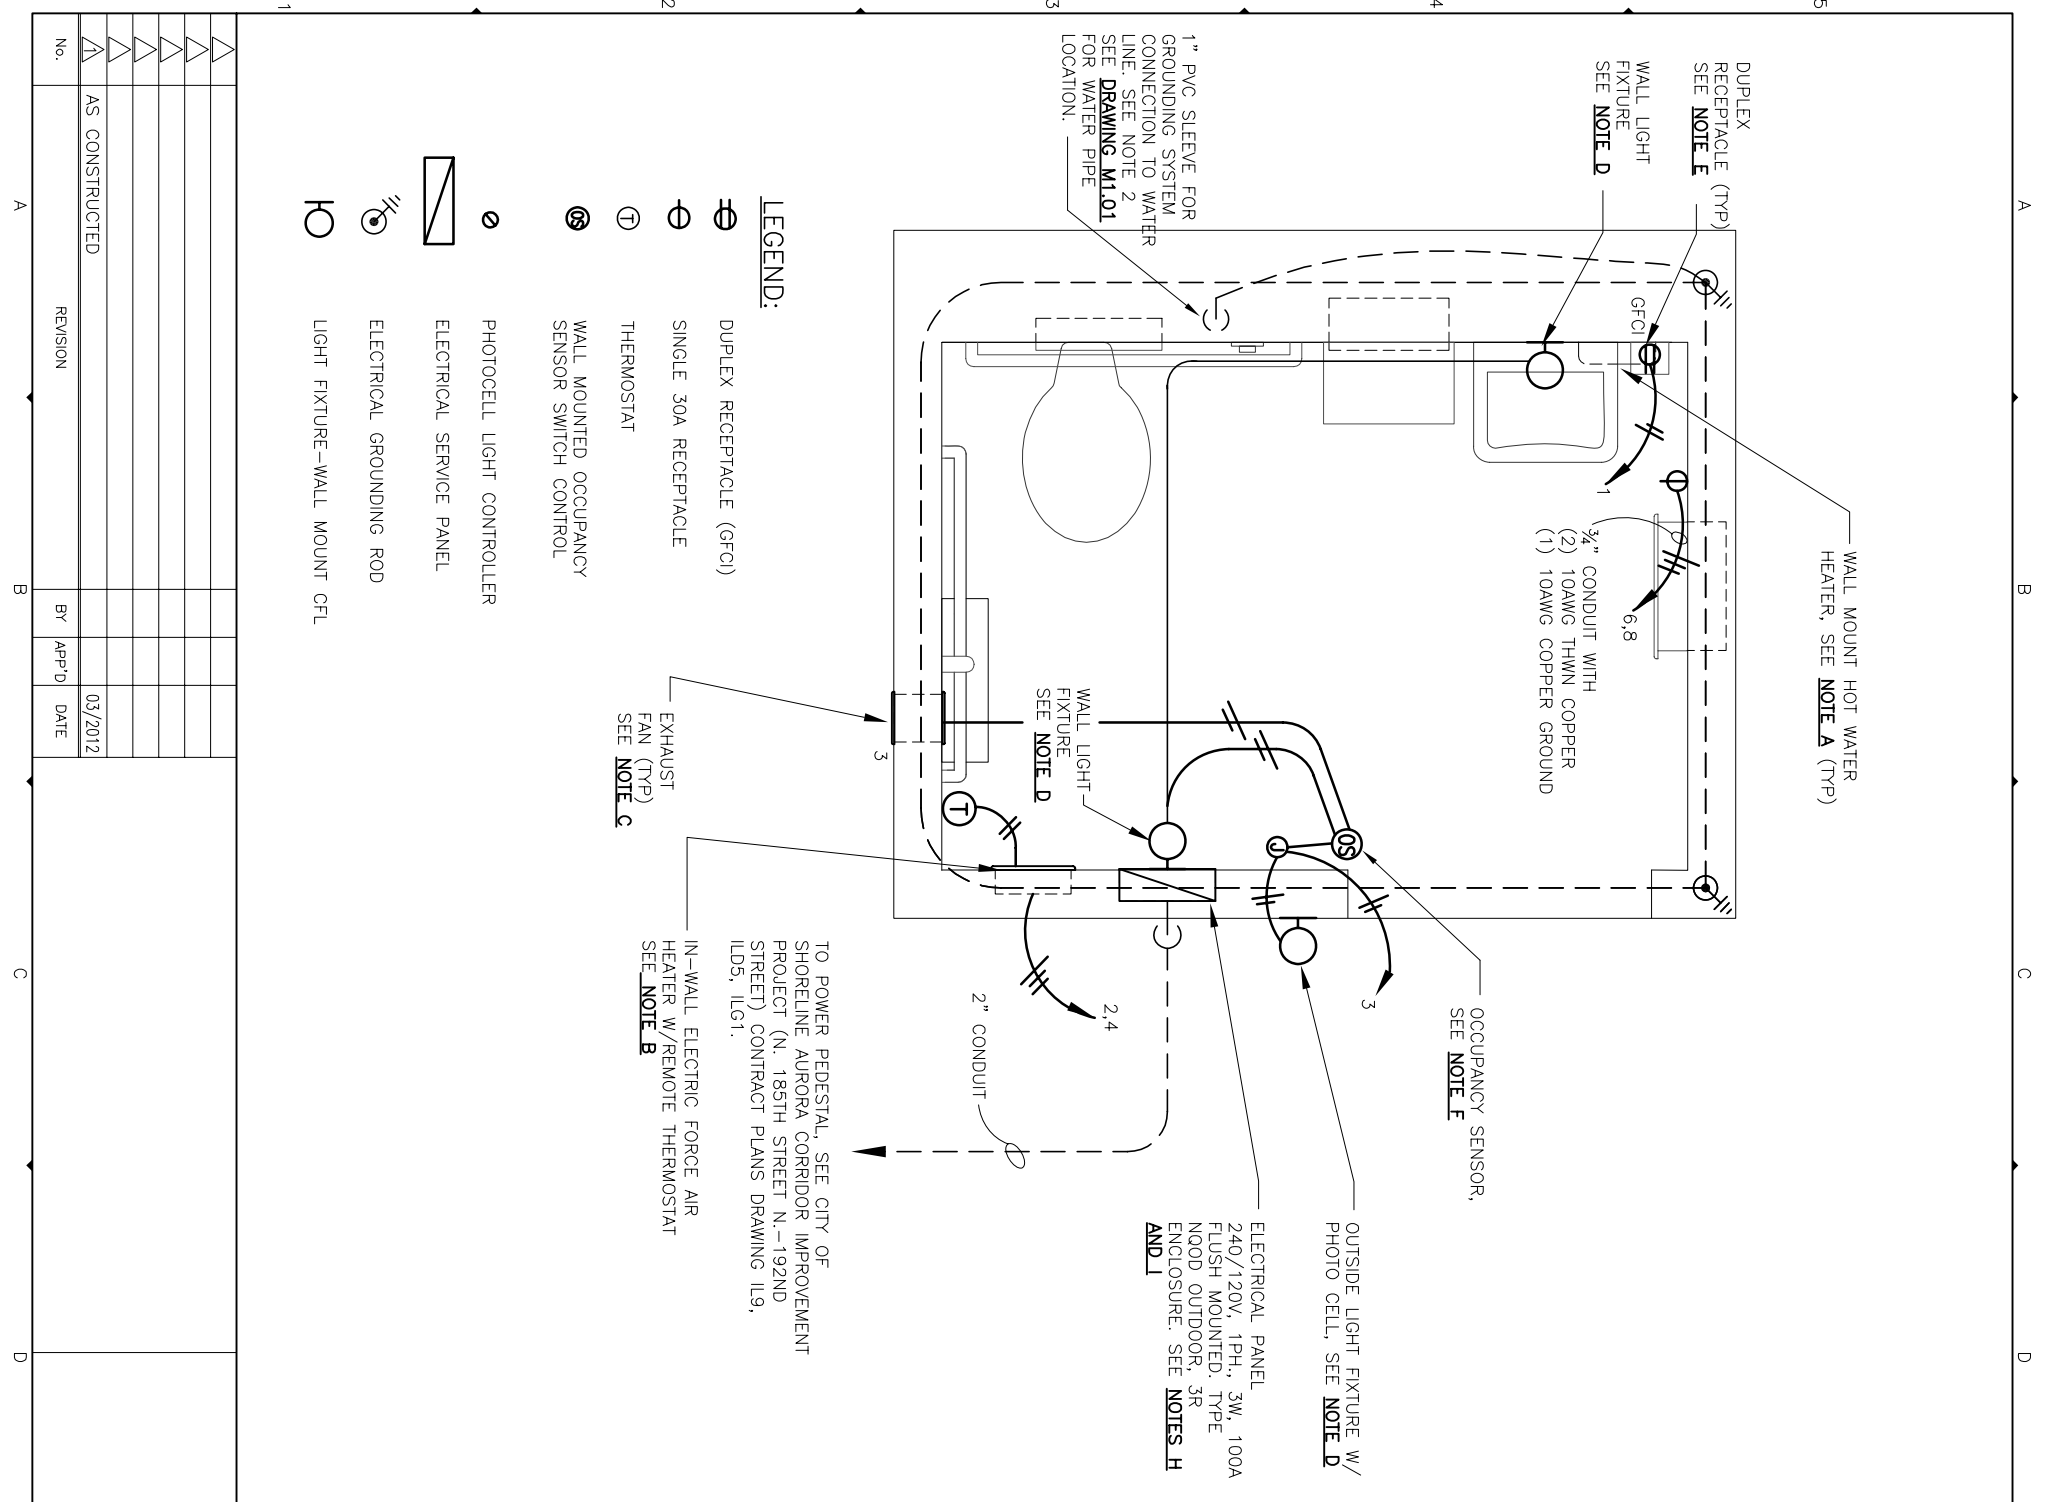 1
2
3
4
5
A
B
C
D
A
B
C
D
DUPLEX
RECEPTACLE (TYP)
SEE NOTE E
WALL LIGHT
FIXTURE
SEE NOTE D
1" PVC SLEEVE FOR
GROUNDING SYSTEM
CONNECTION TO WATER
LINE. SEE NOTE 2
SEE DRAWING M1.01
FOR WATER PIPE
LOCATION.
WALL MOUNT HOT WATER
HEATER, SEE NOTE A (TYP)
GFCI
1
6,8
3/4" CONDUIT WITH
(2) 10AWG THWN COPPER
(1) 10AWG COPPER GROUND
WALL LIGHT
FIXTURE
SEE NOTE D
OS
J
T
3
3
2,4
OCCUPANCY SENSOR,
SEE NOTE F
OUTSIDE LIGHT FIXTURE W/
PHOTO CELL, SEE NOTE D
ELECTRICAL PANEL
240/120V, 1PH., 3W, 100A
FLUSH MOUNTED. TYPE
NQOD OUTDOOR, 3R
ENCLOSURE. SEE NOTES H
AND I
2" CONDUIT
TO POWER PEDESTAL, SEE CITY OF
SHORELINE AURORA CORRIDOR IMPROVEMENT
PROJECT (N. 185TH STREET N.-192ND
STREET) CONTRACT PLANS DRAWING IL9,
ILD5, ILG1.
EXHAUST
FAN (TYP)
SEE NOTE C
IN-WALL ELECTRIC FORCE AIR
HEATER W/REMOTE THERMOSTAT
SEE NOTE B
LEGEND:
DUPLEX RECEPTACLE (GFCI)
SINGLE 30A RECEPTACLE
T
THERMOSTAT
OS
WALL MOUNTED OCCUPANCY
SENSOR SWITCH CONTROL
PHOTOCELL LIGHT CONTROLLER
ELECTRICAL SERVICE PANEL
ELECTRICAL GROUNDING ROD
LIGHT FIXTURE-WALL MOUNT CFL
1 AS CONSTRUCTED 03/2012
No. REVISION BY APP'D DATE